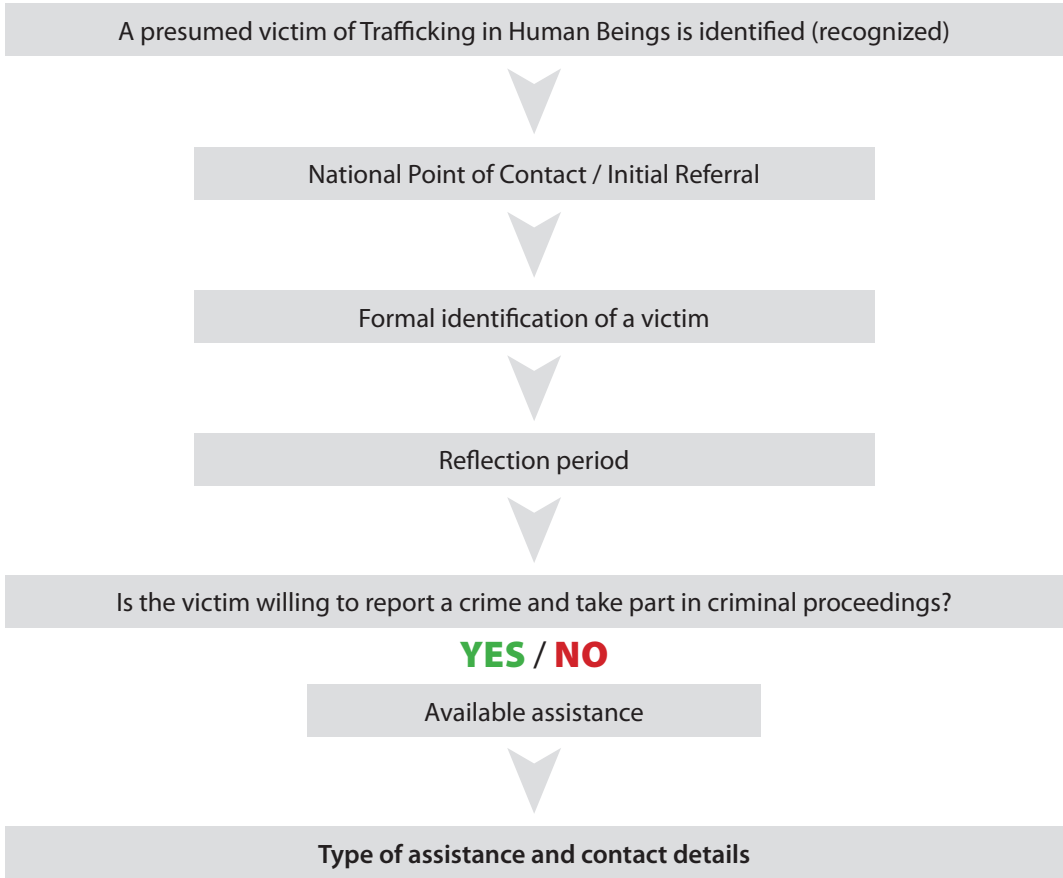 A presumed victim of Trafficking in Human Beings is identified (recognized)
National Point of Contact / Initial Referral
Formal identification of a victim
Reflection period
Is the victim willing to report a crime and take part in criminal proceedings?
YES / NO
Available assistance
Type of assistance and contact details